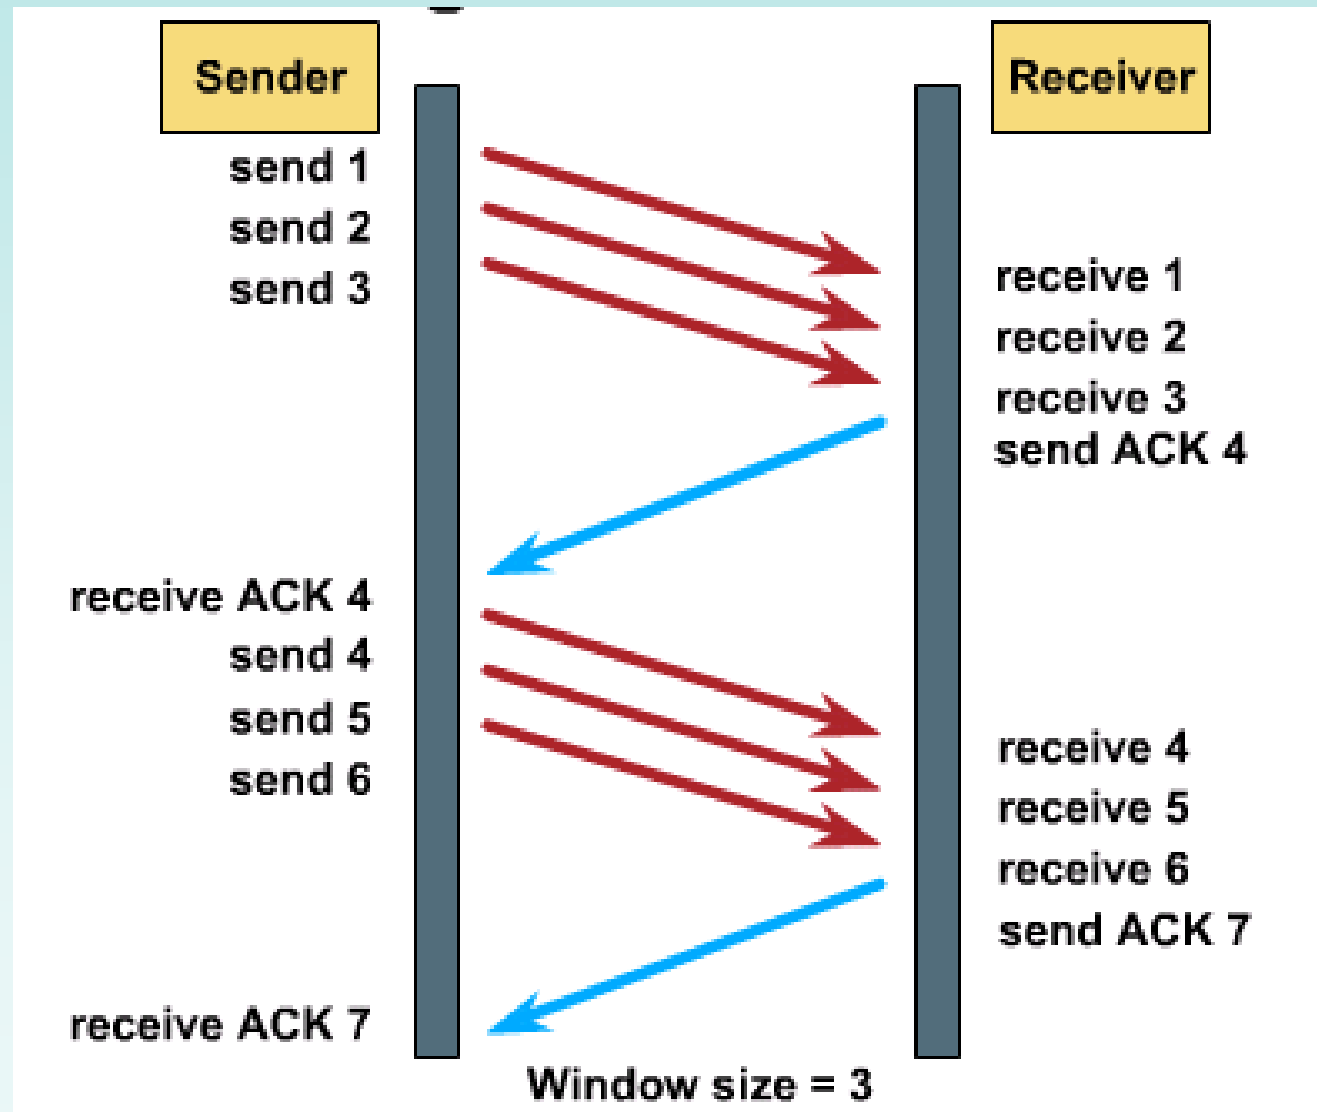 Sender
Receiver
send 1
send 2
send 3
receive 1
receive 2
receive 3
send ACK 4
receive ACK 4
send 4
send 5
send 6
receive 4
receive 5
receive 6
send ACK 7
receive ACK 7
Window size = 3